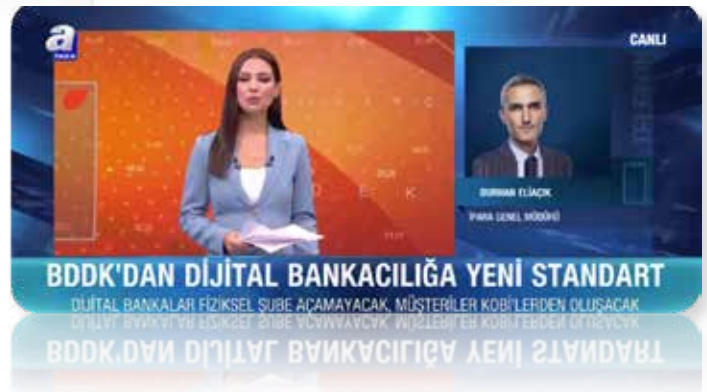 a
CANLI
DURHAN ELİAÇIK
İPARA GENEL MÜDÜRÜ
BDDK'DAN DİJİTAL BANKACILIĞA YENİ STANDART
DİJİTAL BANKALAR FİZİKSEL ŞUBE AÇAMAYACAK, MÜŞTERİLER KOBİ'LERDEN OLUŞACAK